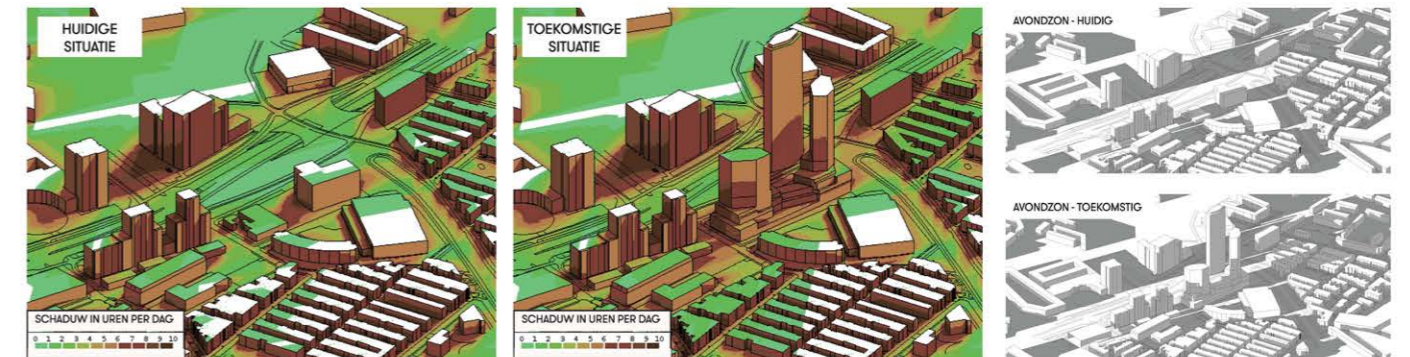 HUIDIGE
SITUATIE
SCHADUW IN UREN PER DAG
0 1 2 3 4 5 6 7 8 9 10
TOEKOMSTIGE
SITUATIE
SCHADUW IN UREN PER DAG
0 1 2 3 4 5 6 7 8 9 10
AVONDZON - HUIDIG
AVONDZON - TOEKOMSTIG